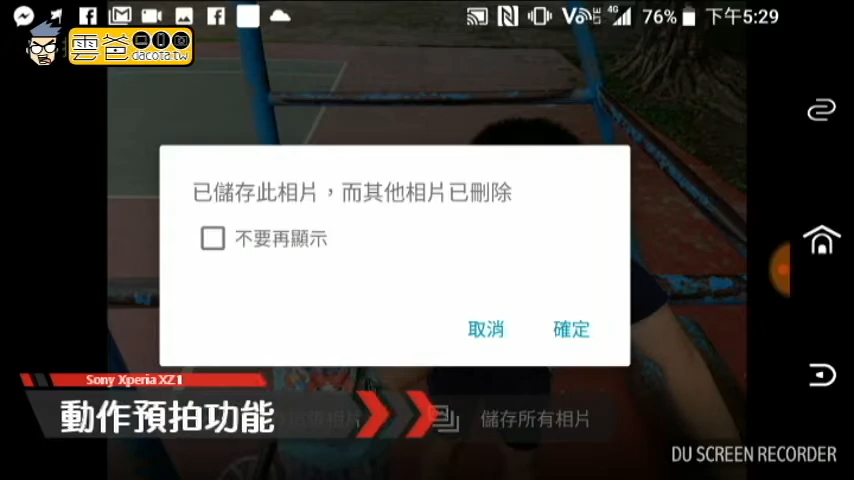 4G
LTE
76%
下午5:29
雲爸
dacota.tw
已儲存此相片，而其他相片已刪除
不要再顯示
取消
確定
Sony Xperia XZ1
動作預拍功能
儲存所有相片
DU SCREEN RECORDER